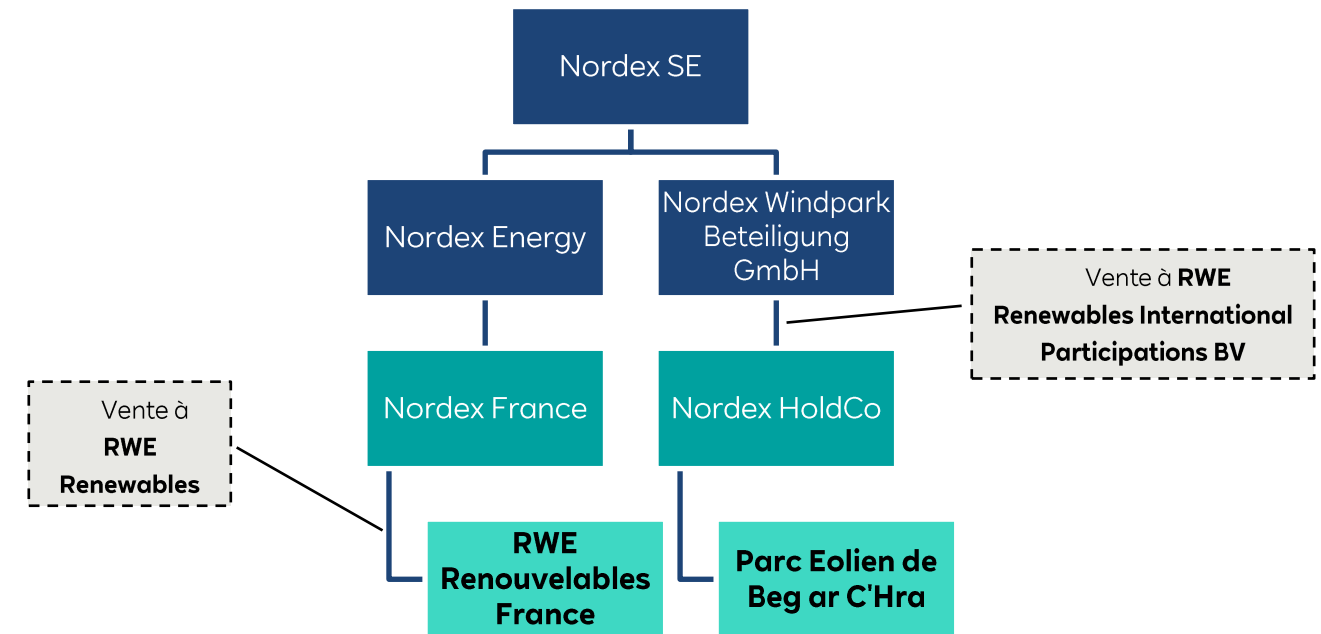 Nordex SE
Nordex Energy
Nordex Windpark
Beteiligung
GmbH
Vente à RWE
Renewables International
Participations BV
Nordex France
Nordex HoldCo
Vente à
RWE
Renewables
RWE
Renouvelables
France
Parc Eolien de
Beg ar C'Hra